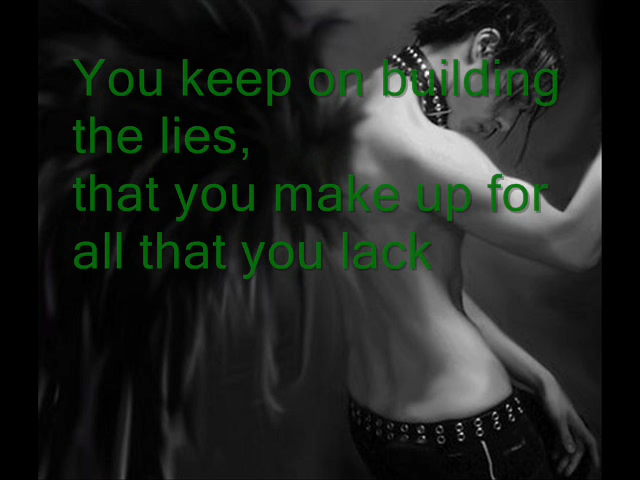 You keep on building
the lies,
that you make up for
all that you lack